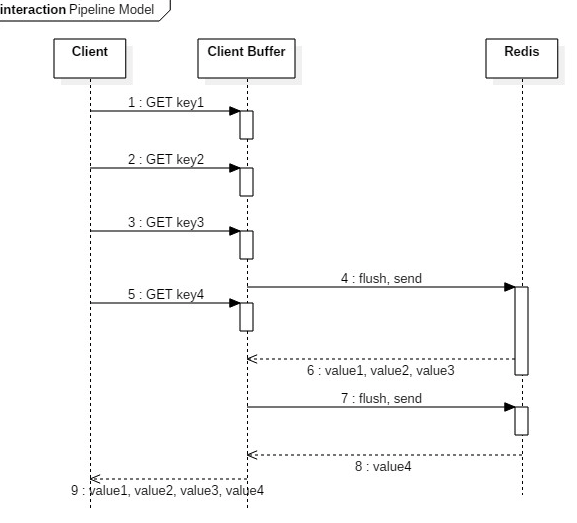 interaction Pipeline Model
Client
Client Buffer
Redis
1 : GET key1
2 : GET key2
3 : GET key3
4 : flush, send
5 : GET key4
6 : value1, value2, value3
7 : flush, send
8 : value4
9 : value1, value2, value3, value4